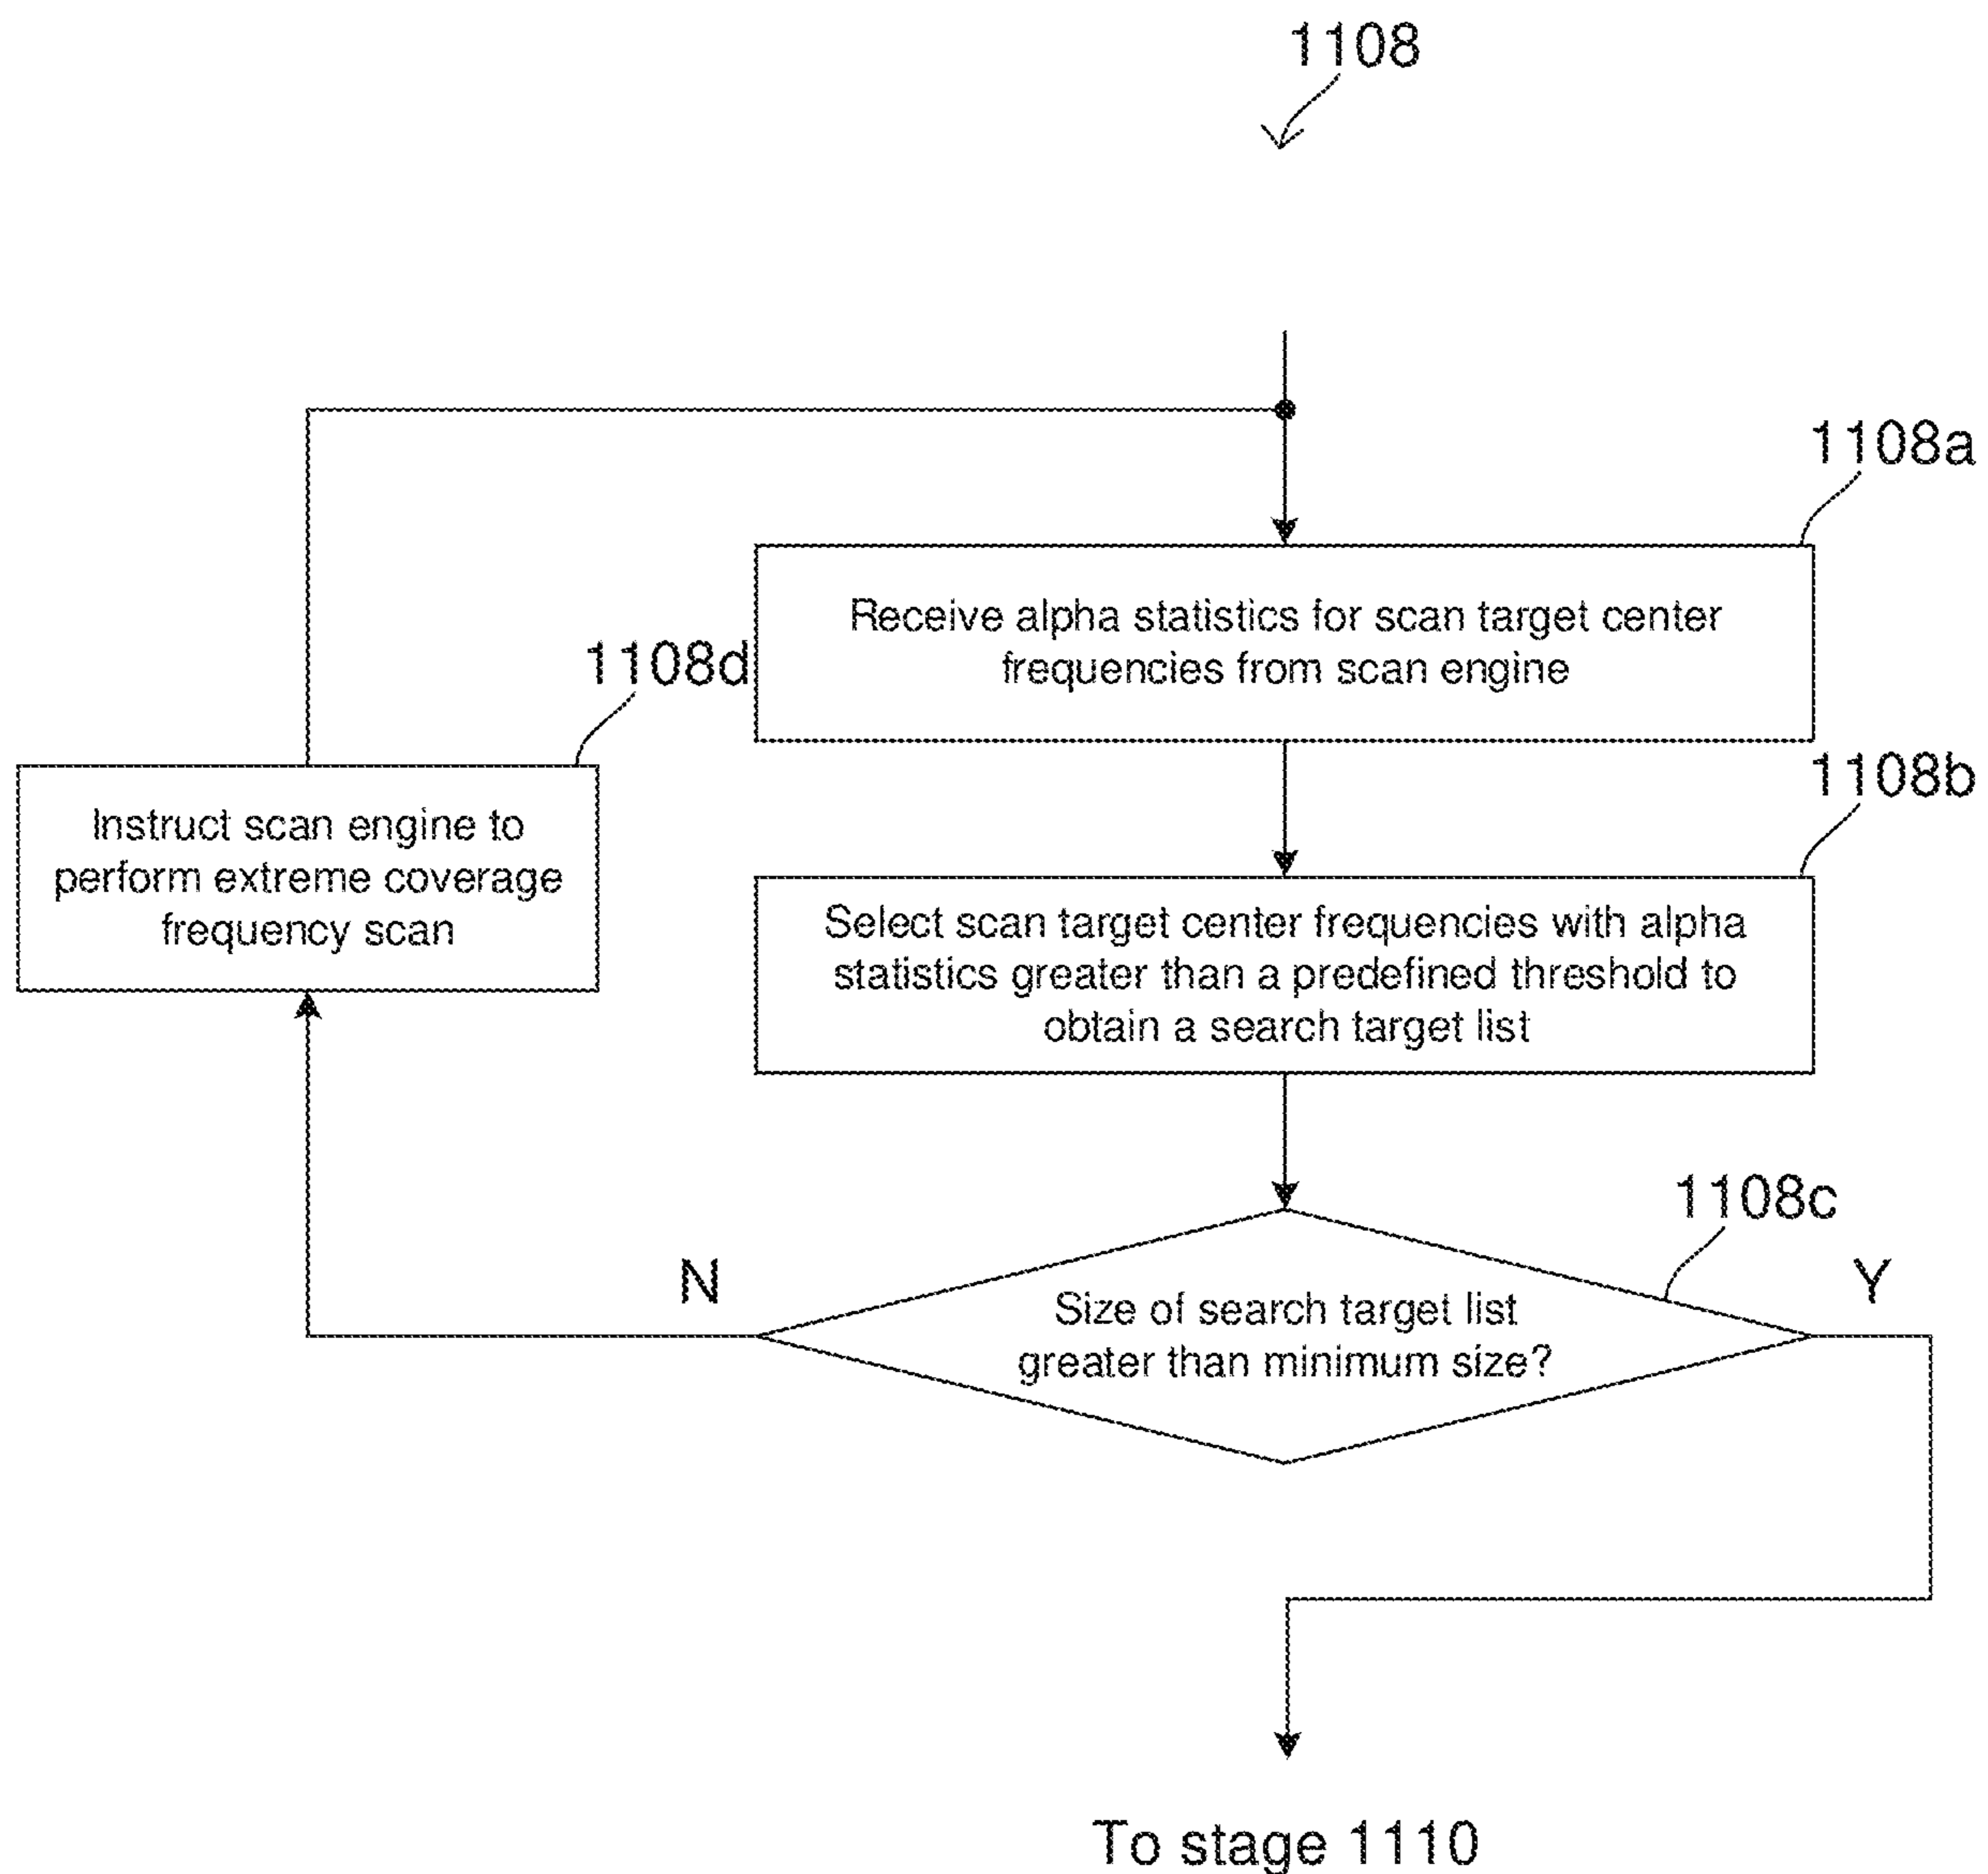 1108
1108a
Receive alpha statistics for scan target center
frequencies from scan engine
1108d
Instruct scan engine to
perform extreme coverage
frequency scan
1108b
Select scan target center frequencies with alpha
statistics greater than a predefined threshold to
obtain a search target list
1108c
N
Y
Size of search target list
greater than minimum size?
To stage 1110